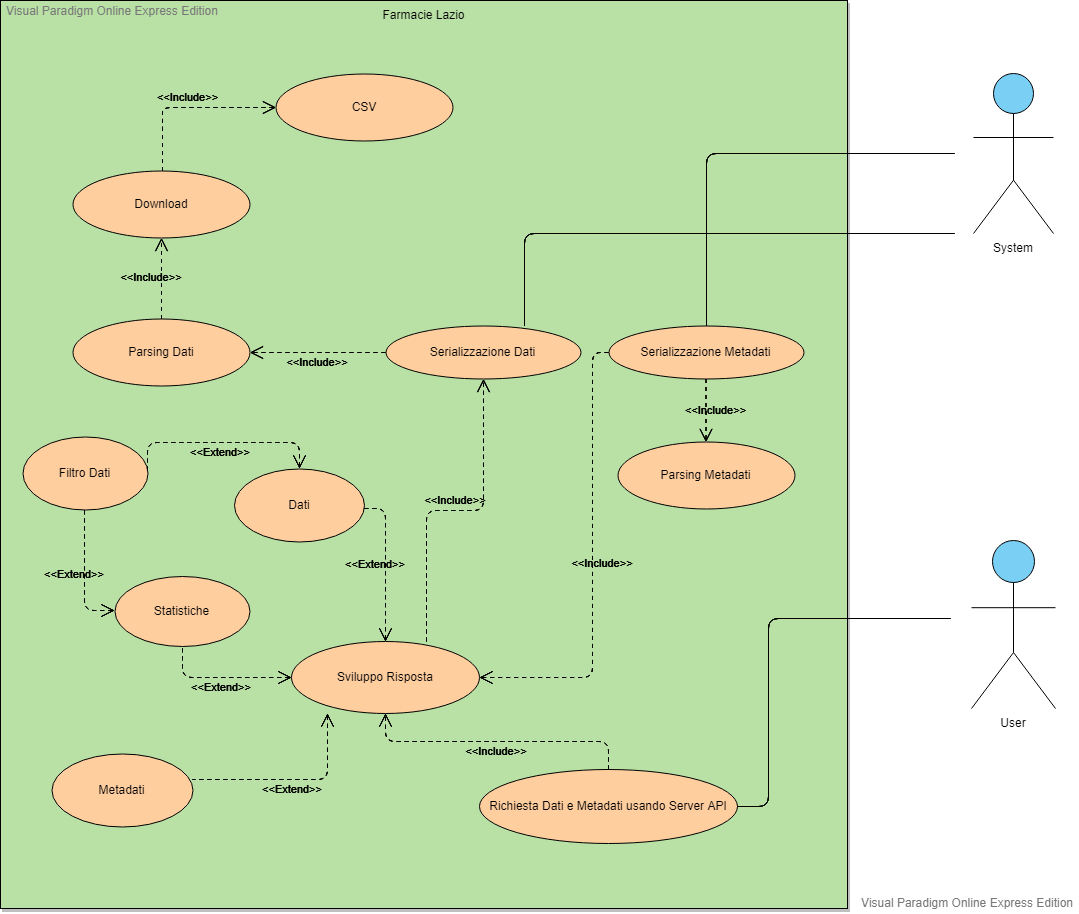 Visual Paradigm Online Express Edition
Farmacie Lazio
<<Include>>
CSV
Download
System
<<Include>>
Parsing Dati
<<Include>>
Serializzazione Dati
Serializzazione Metadati
<<Include>>
Filtro Dati
<<Extend>>
Dati
<<Include>>
Parsing Metadati
<<Extend>>
<<Extend>>
<<Include>>
Statistiche
<<Extend>>
Sviluppo Risposta
User
<<Include>>
Metadati
<<Extend>>
Richiesta Dati e Metadati usando Server API
Visual Paradigm Online Express Edition